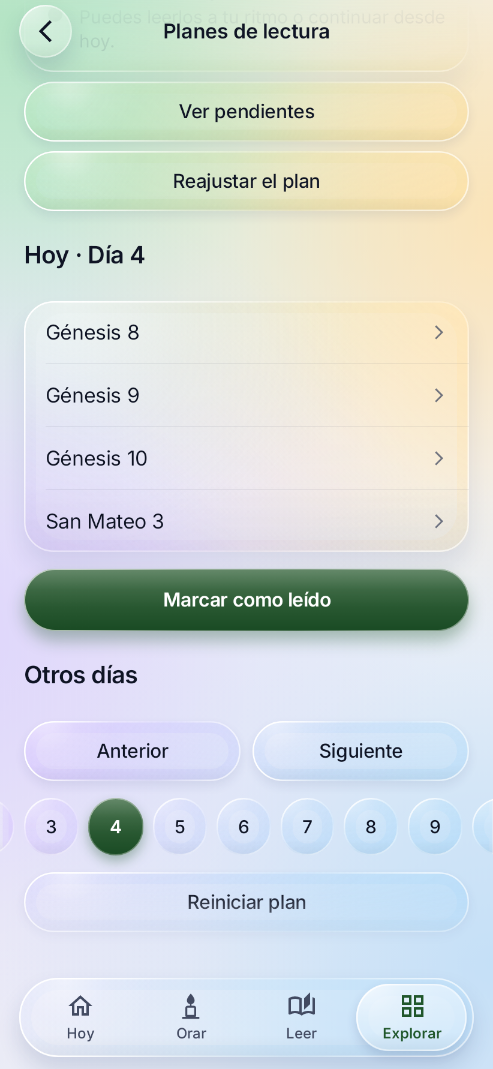 Puedes leerlos a tu ritmo o continuar desde
hoy.
Planes de lectura
Ver pendientes
Reajustar el plan
Hoy · Día 4
Génesis 8
Génesis 9
Génesis 10
San Mateo 3
Marcar como leído
Otros días
Anterior
Siguiente
3 4 5 6 7 8 9
Reiniciar plan
Hoy Orar Leer Explorar